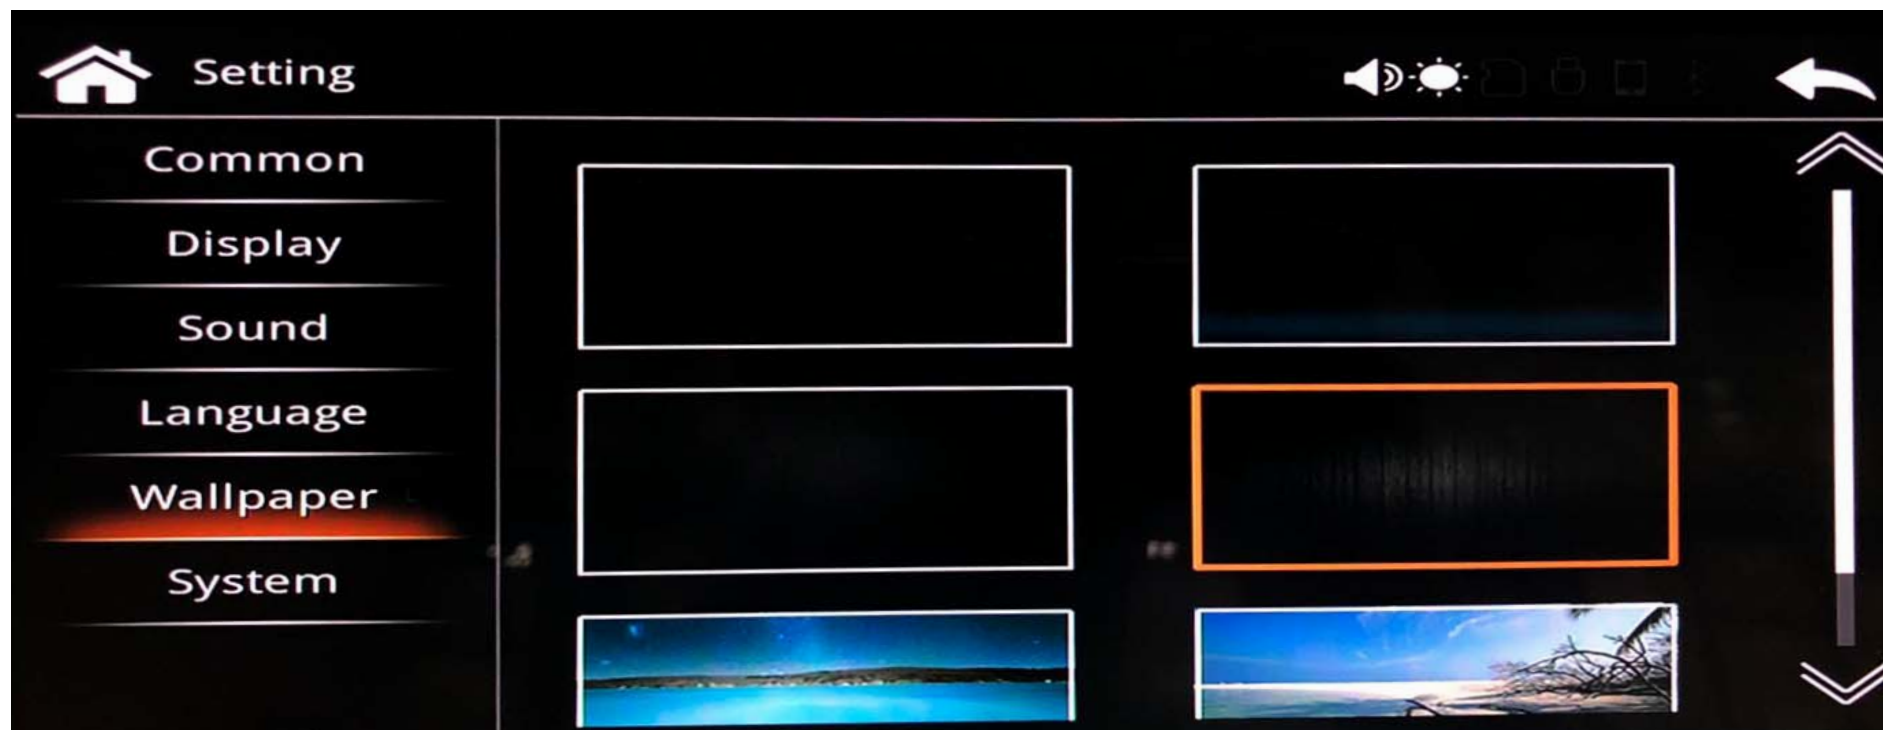 Setting
Common
Display
Sound
Language
Wallpaper
System